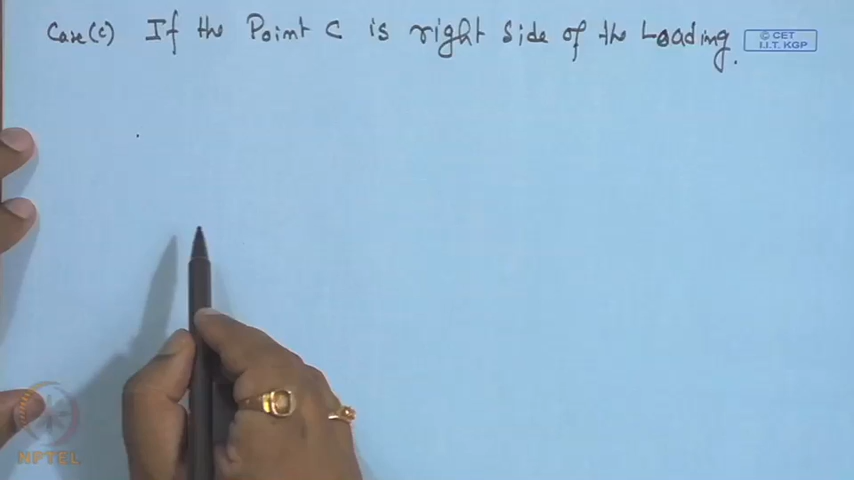 Case(c) If the Point C is right side of the Loading.
© CET
I.I.T. KGP
NPTEL